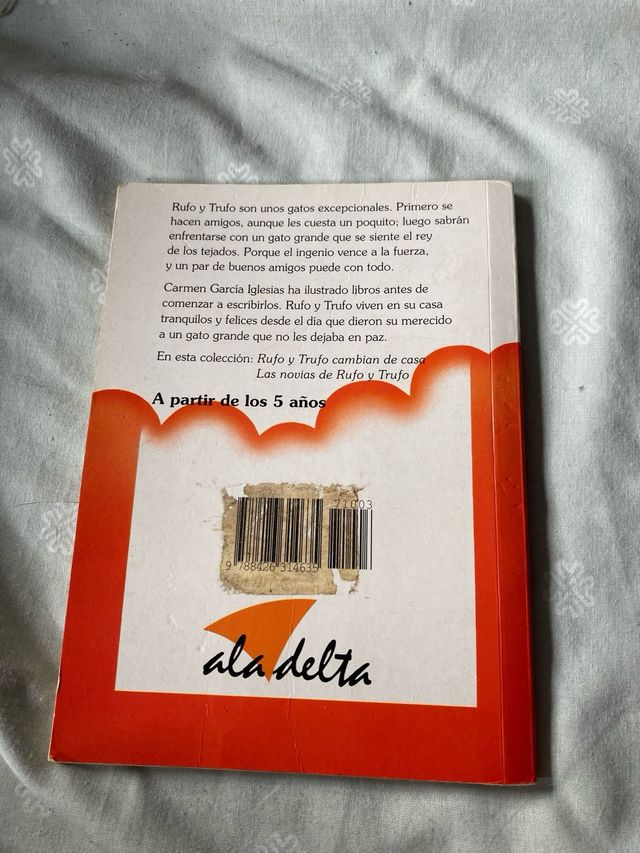 Rufo y Trufo son unos gatos excepcionales. Primero se
hacen amigos, aunque les cuesta un poquito; luego sabrán
enfrentarse con un gato grande que se siente el rey
de los tejados. Porque el ingenio vence a la fuerza,
y un par de buenos amigos puede con todo.
Carmen García Iglesias ha ilustrado libros antes de
comenzar a escribirlos. Rufo y Trufo viven en su casa
tranquilos y felices desde el día que dieron su merecido
a un gato grande que no les dejaba en paz.
En esta colección: Rufo y Trufo cambian de casa
Las novias de Rufo y Trufo
A partir de los 5 años
71003
9 788426 314635
ala delta